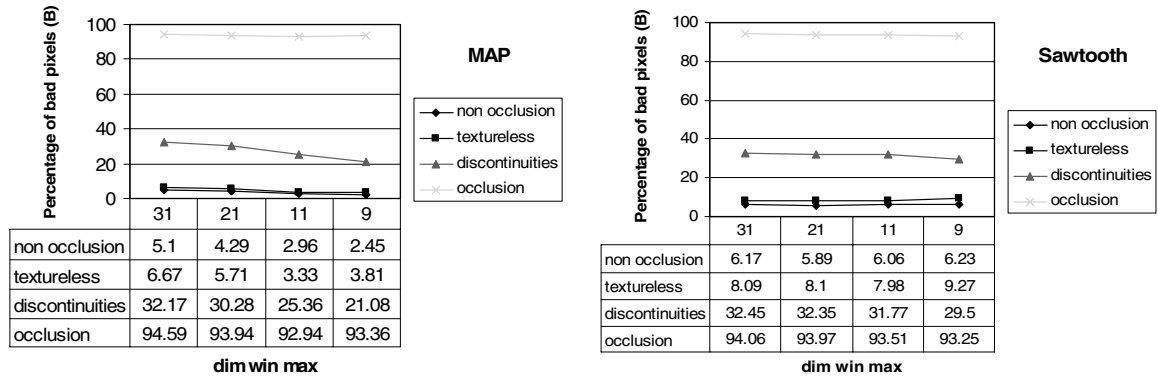 Percentage of bad pixels (B)
100
80
60
40
20
0
MAP
non occlusion
textureless
discontinuities
occlusion
31 21 11 9
non occlusion 5.1 4.29 2.96 2.45
textureless 6.67 5.71 3.33 3.81
discontinuities 32.17 30.28 25.36 21.08
occlusion 94.59 93.94 92.94 93.36
dim win max
Percentage of bad pixels (B)
100
80
60
40
20
0
Sawtooth
non occlusion
textureless
discontinuities
occlusion
31 21 11 9
non occlusion 6.17 5.89 6.06 6.23
textureless 8.09 8.1 7.98 9.27
discontinuities 32.45 32.35 31.77 29.5
occlusion 94.06 93.97 93.51 93.25
dim win max